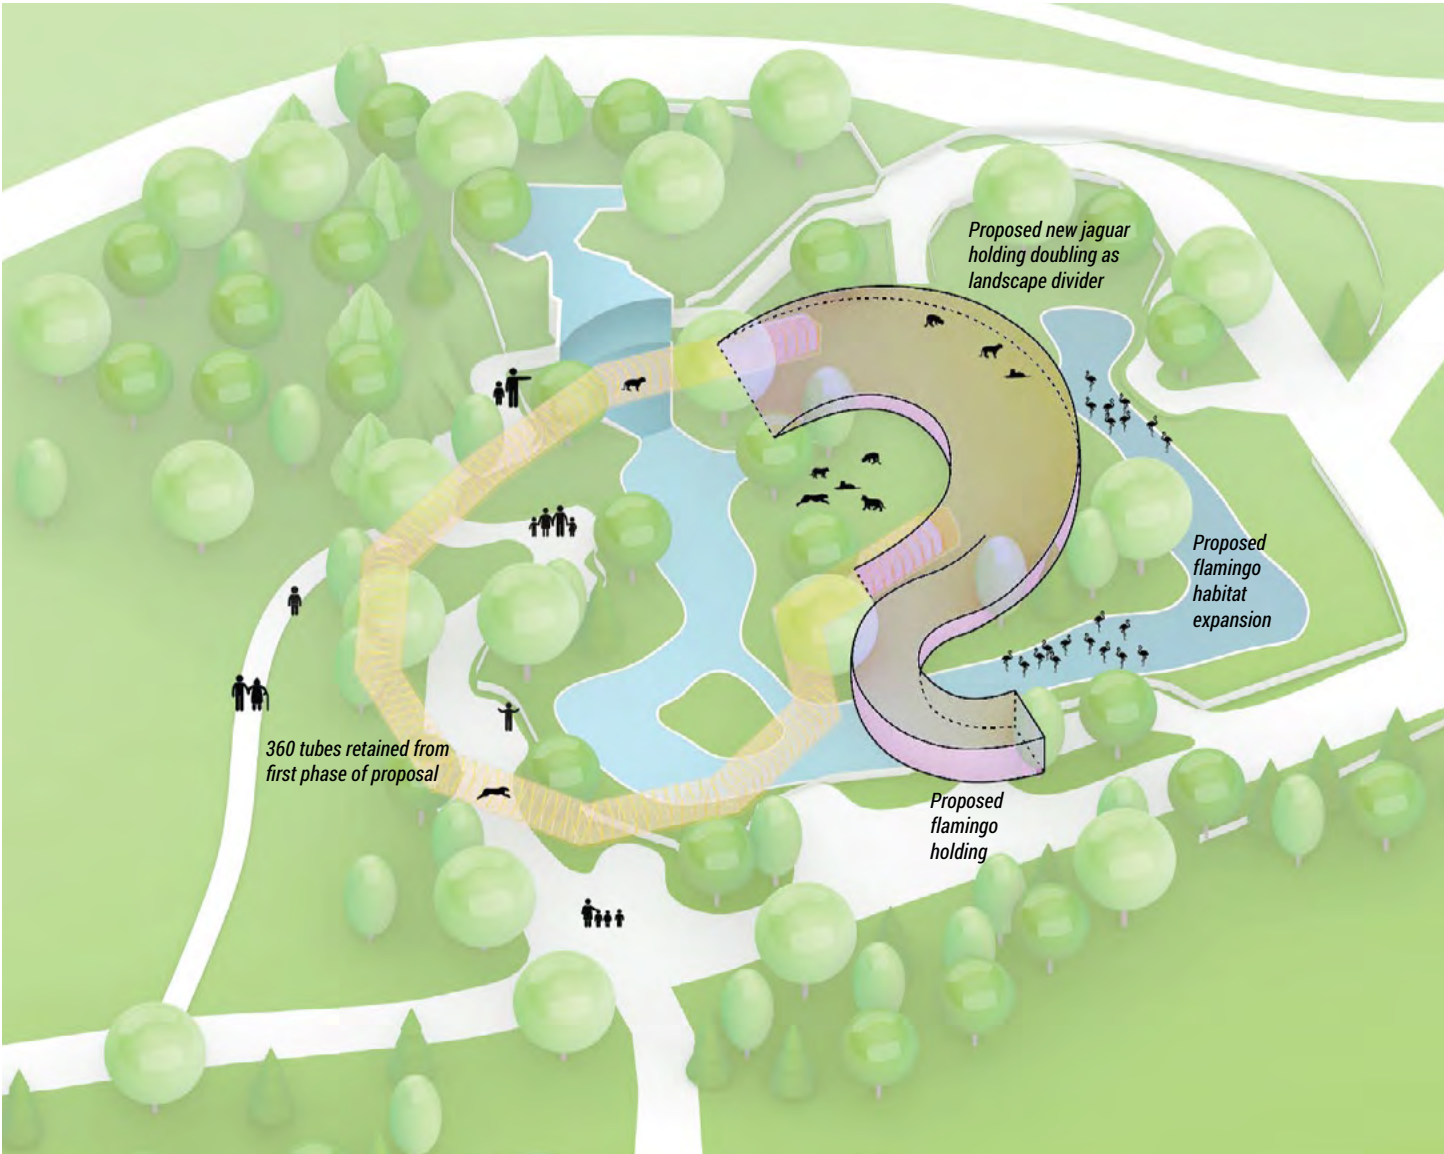 Proposed new jaguar
holding doubling as
landscape divider
Proposed
flamingo
habitat
expansion
360 tubes retained from
first phase of proposal
Proposed
flamingo
holding